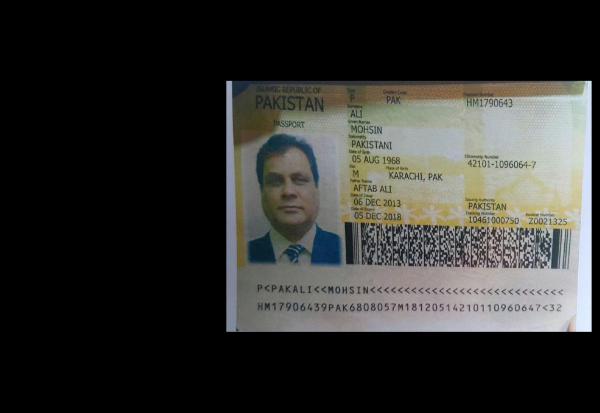 ISLAMIC REPUBLIC OF
PAKISTAN
PASSPORT
Type Country Code Passport Number
P PAK HM1790643
Surname
ALI
Given Names
MOHSIN
Nationality
PAKISTANI
Date of Birth Citizenship Number
05 AUG 1968 42101-1096064-7
Sex Place of Birth
M KARACHI, PAK
Father Name
AFTAB ALI
Date of Issue Issuing Authority
06 DEC 2013 PAKISTAN
Date of Expiry Tracking Number Booklet Number
05 DEC 2018 10461000750 Z0021325
P<PAKALI<<MOHSIN<<<<<<<<<<<<<<<<<<<<<<<<<<<<
HM17906439PAK6808057M18120514210110960647<32